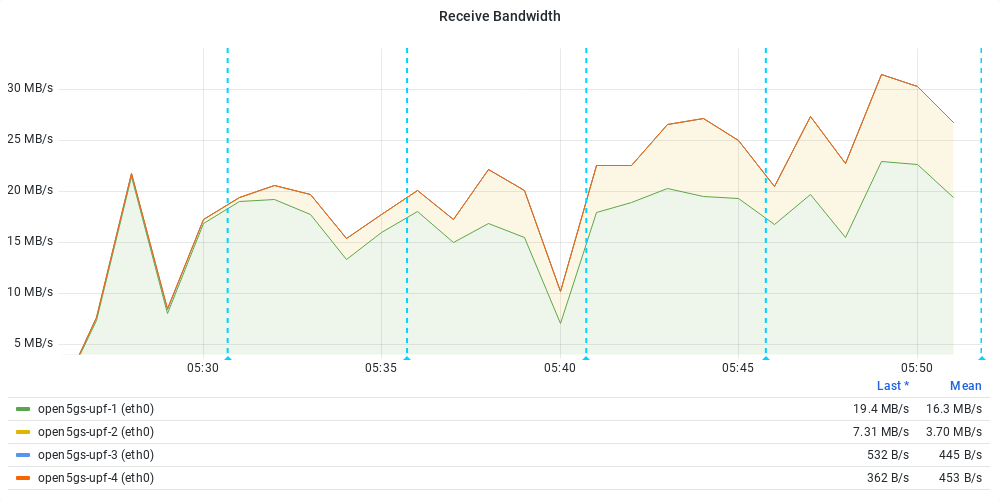 Receive Bandwidth
30 MB/s
25 MB/s
20 MB/s
15 MB/s
10 MB/s
5 MB/s
05:30 05:35 05:40 05:45 05:50
Last * Mean
open5gs-upf-1 (eth0) 19.4 MB/s 16.3 MB/s
open5gs-upf-2 (eth0) 7.31 MB/s 3.70 MB/s
open5gs-upf-3 (eth0) 532 B/s 445 B/s
open5gs-upf-4 (eth0) 362 B/s 453 B/s